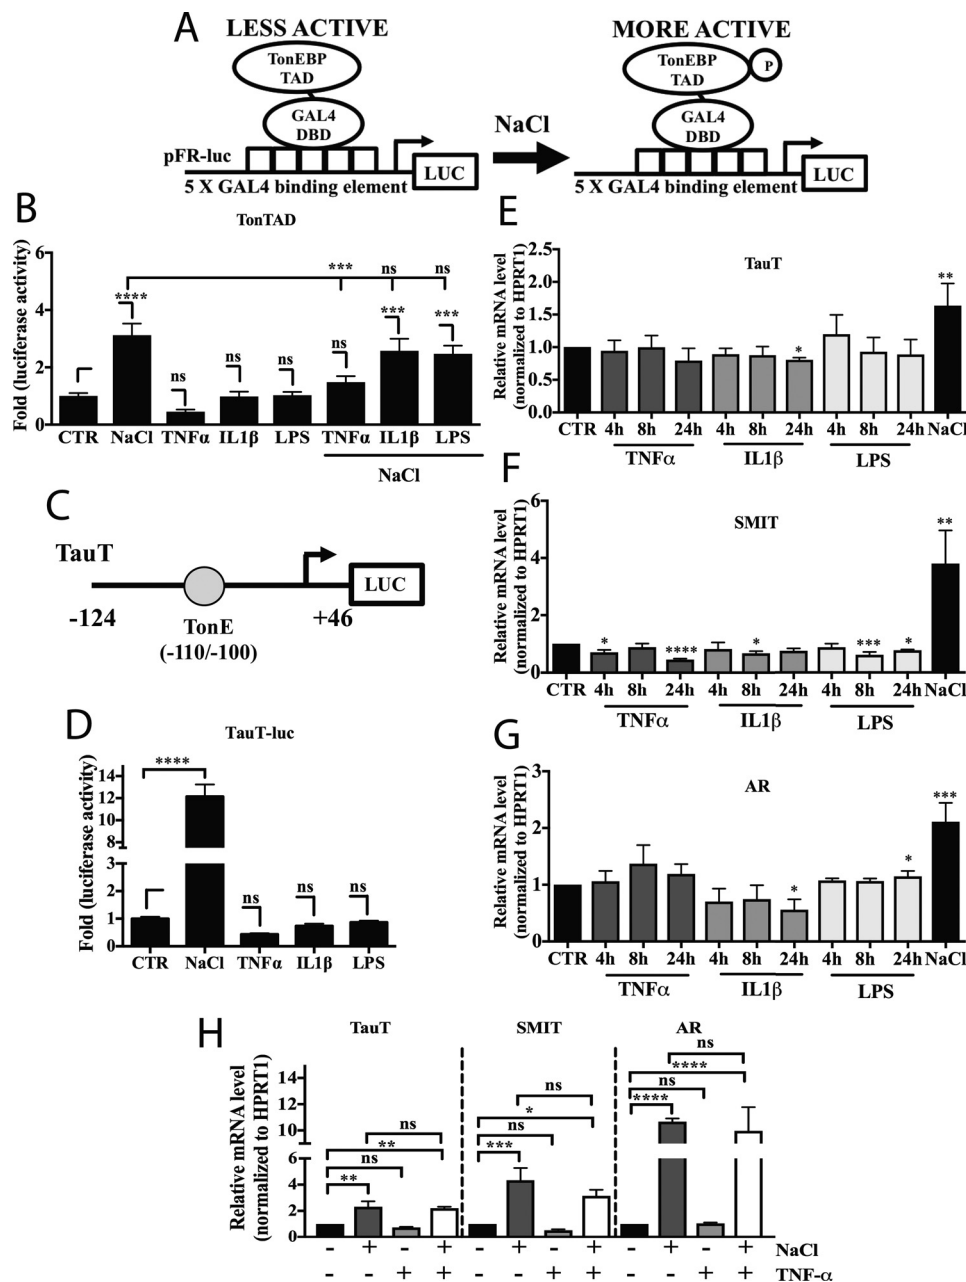 A
LESS ACTIVE
MORE ACTIVE
TonEBP
TAD
GAL4
DBD
pFR-luc
LUC
5 X GAL4 binding element
NaCl
TonEBP
TAD
P
GAL4
DBD
LUC
5 X GAL4 binding element
B
TonTAD
Fold (luciferase activity)
6
4
2
0
**** ns ns ns ns *** ***
*** ns ns
CTR NaCl TNFα IL1β LPS TNFα IL1β LPS
NaCl
C
TauT
LUC
-124
TonE
+46
(-110/-100)
D
TauT-luc
Fold (luciferase activity)
14
12
10
8
3
2
1
0
**** ns ns ns
CTR NaCl TNFα IL1β LPS
E
TauT
Relative mRNA level
(normalized to HPRT1)
2.5
2.0
1.5
1.0
0.5
0.0
* **
CTR 4h 8h 24h 4h 8h 24h 4h 8h 24h NaCl
TNFα IL1β LPS
F
SMIT
Relative mRNA level
(normalized to HPRT1)
6
4
2
0
* **** * *** * **
CTR 4h 8h 24h 4h 8h 24h 4h 8h 24h NaCl
TNFα IL1β LPS
G
AR
Relative mRNA level
(normalized to HPRT1)
3
2
1
0
* * ***
CTR 4h 8h 24h 4h 8h 24h 4h 8h 24h NaCl
TNFα IL1β LPS
H
TauT SMIT AR
Relative mRNA level
(normalized to HPRT1)
14
12
10
8
6
4
2
0
ns
**
ns
**
ns
*
ns
***
ns
****
ns
****
- + - + - + - + - + - + NaCl
- - + + - - + + - - + + TNF-α